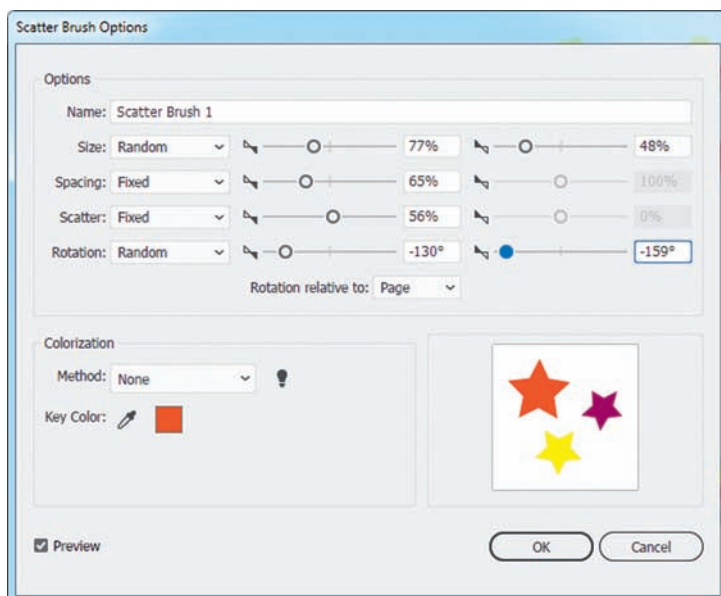 Scatter Brush Options
Options
Name: Scatter Brush 1
Size: Random 77% 48%
Spacing: Fixed 65% 100%
Scatter: Fixed 56% 0%
Rotation: Random -130° -159°
Rotation relative to: Page
Colorization
Method: None
Key Color:
Preview
OK Cancel